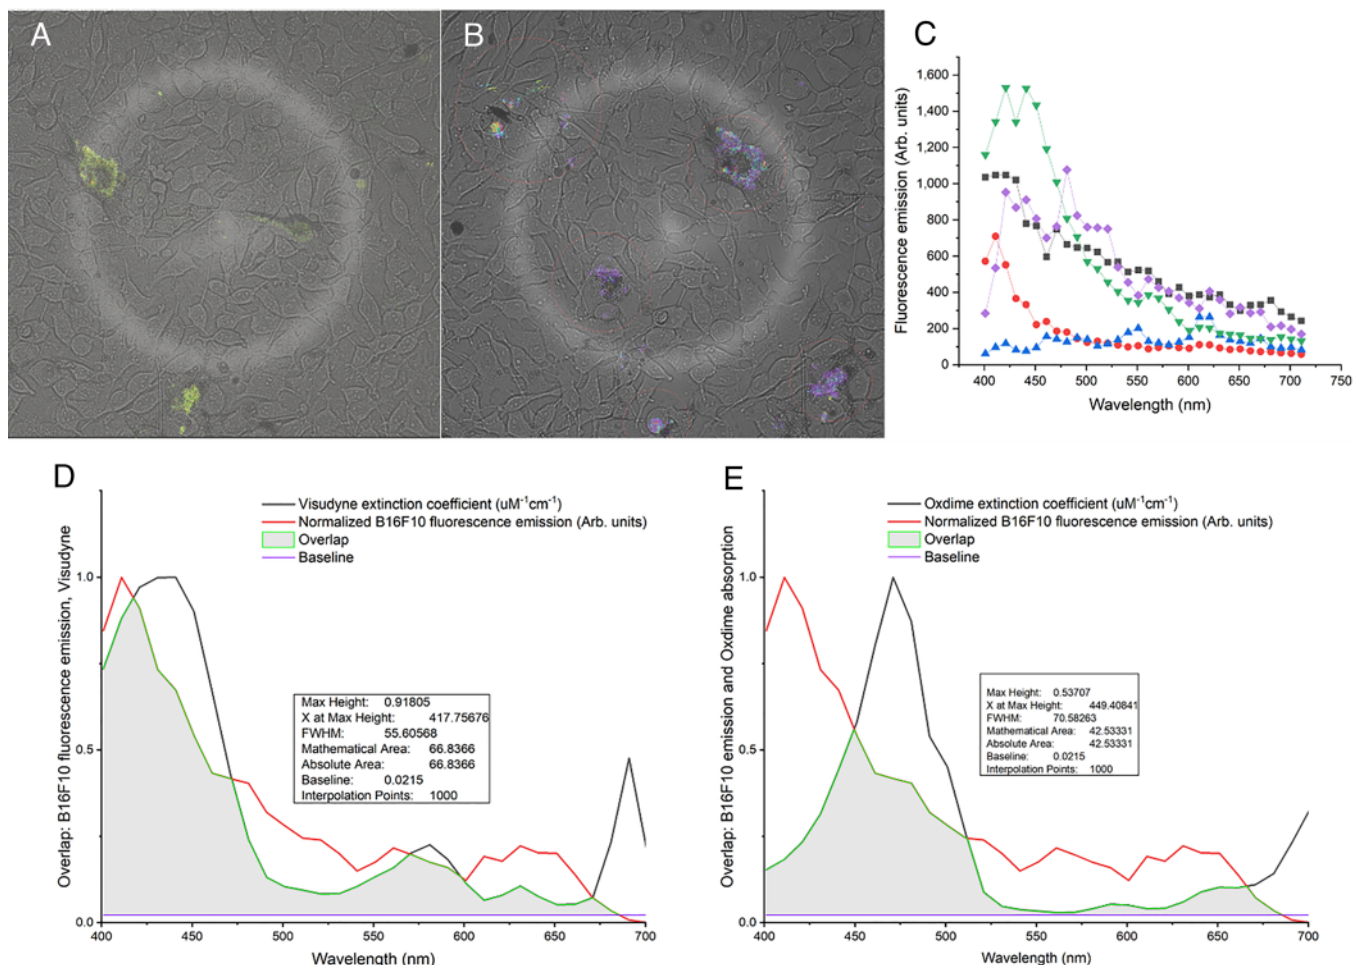 A
B
C
1,600
1,400
1,200
1,000
800
600
400
200
0
Fluorescence emission (Arb. units)
400 450 500 550 600 650 700 750
Wavelength (nm)
D
Visudyne extinction coefficient (uM⁻¹cm⁻¹)
Normalized B16F10 fluorescence emission (Arb. units)
Overlap
Baseline
Overlap: B16F10 fluorescence emission, Visudyne
1.0
0.5
0.0
Max Height: 0.91805
X at Max Height: 417.75676
FWHM: 55.60568
Mathematical Area: 66.8366
Absolute Area: 66.8366
Baseline: 0.0215
Interpolation Points: 1000
400 450 500 550 600 650 700
Wavelength (nm)
E
Oxdime extinction coefficient (uM⁻¹cm⁻¹)
Normalized B16F10 fluorescence emission (Arb. units)
Overlap
Baseline
Overlap: B16F10 emission and Oxdime absorption
1.0
0.5
0.0
Max Height: 0.53707
X at Max Height: 449.40841
FWHM: 70.58263
Mathematical Area: 42.53331
Absolute Area: 42.53331
Baseline: 0.0215
Interpolation Points: 1000
400 450 500 550 600 650 700
Wavelength (nm)